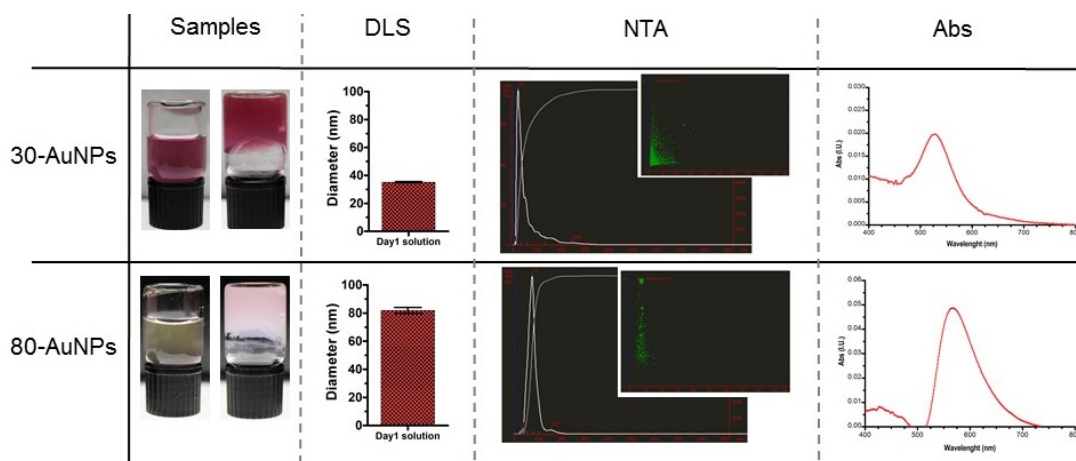 Samples
DLS
NTA
Abs
30-AuNPs
Diameter (nm)
100
80
60
40
20
0
Day1 solution
Abs (I.U.)
0.030
0.025
0.020
0.015
0.010
0.005
0.000
400
500
600
700
Wavelenght (nm)
80-AuNPs
Diameter (nm)
100
80
60
40
20
0
Day1 solution
Abs (I.U.)
0.06
0.05
0.04
0.03
0.02
0.01
0.00
400
500
600
700
Wavelenght (nm)